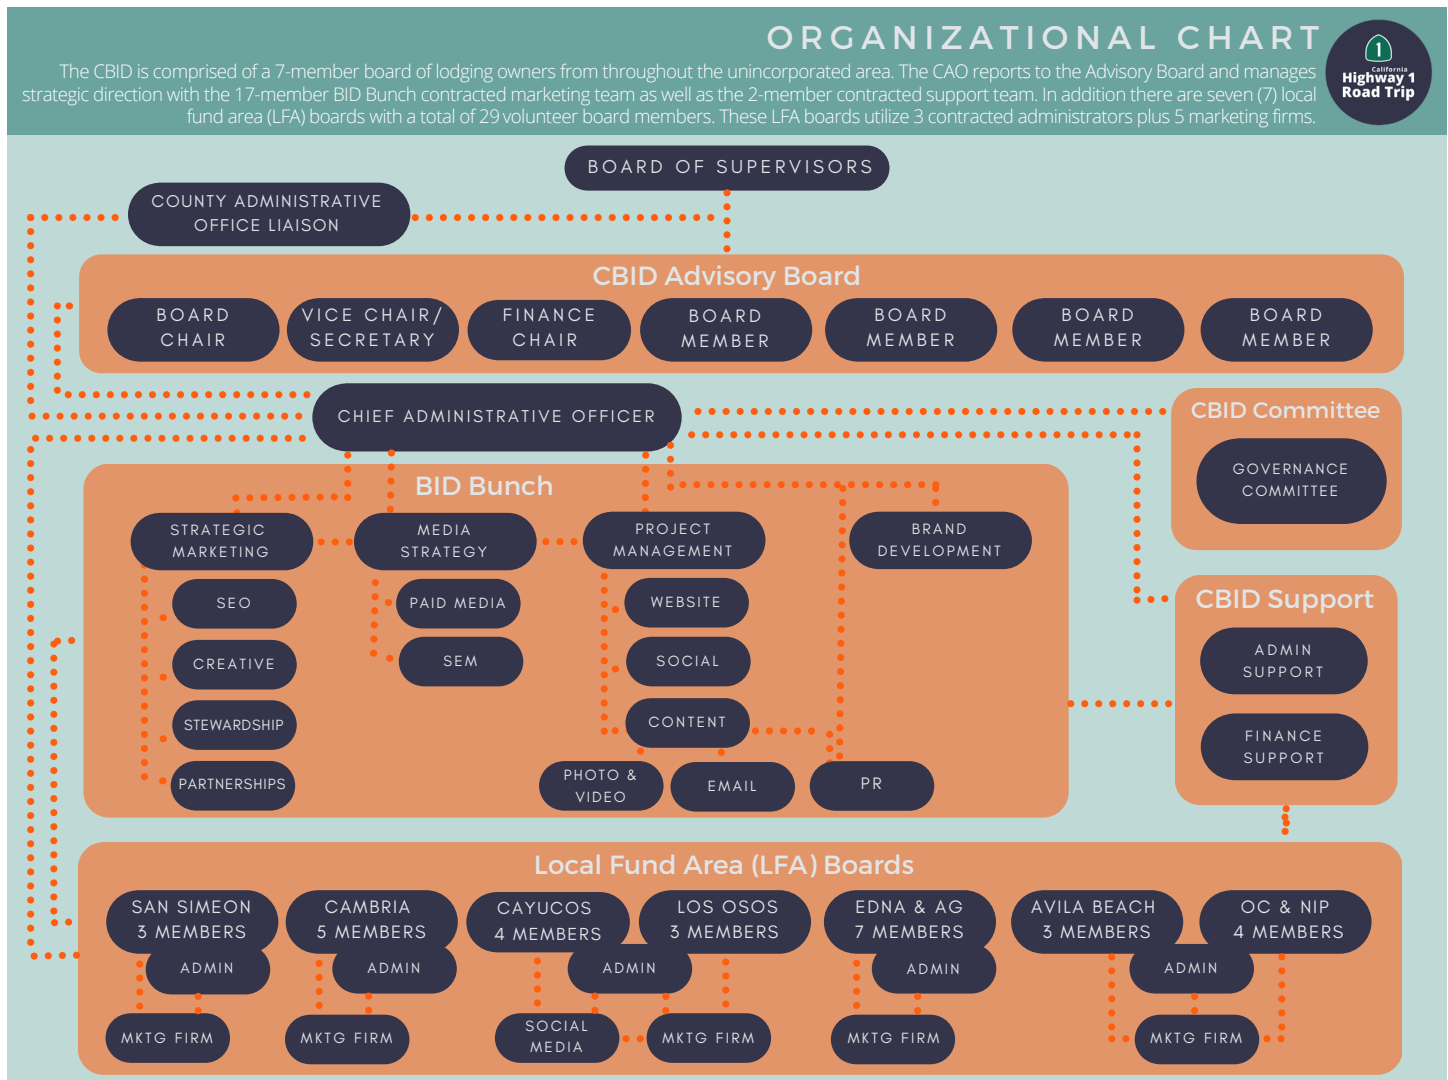 ORGANIZATIONAL CHART
The CBID is comprised of a 7-member board of lodging owners from throughout the unincorporated area. The CAO reports to the Advisory Board and manages
strategic direction with the 17-member BID Bunch contracted marketing team as well as the 2-member contracted support team. In addition there are seven (7) local
fund area (LFA) boards with a total of 29 volunteer board members. These LFA boards utilize 3 contracted administrators plus 5 marketing firms.
1
California
Highway 1
Road Trip
BOARD OF SUPERVISORS
COUNTY ADMINISTRATIVE
OFFICE LIAISON
CBID Advisory Board
BOARD
CHAIR
VICE CHAIR/
SECRETARY
FINANCE
CHAIR
BOARD
MEMBER
BOARD
MEMBER
BOARD
MEMBER
BOARD
MEMBER
CHIEF ADMINISTRATIVE OFFICER
CBID Committee
GOVERNANCE
COMMITTEE
BID Bunch
STRATEGIC
MARKETING
MEDIA
STRATEGY
PROJECT
MANAGEMENT
BRAND
DEVELOPMENT
SEO
CREATIVE
STEWARDSHIP
PARTNERSHIPS
PAID MEDIA
SEM
WEBSITE
SOCIAL
CONTENT
PHOTO &
VIDEO
EMAIL
PR
CBID Support
ADMIN
SUPPORT
FINANCE
SUPPORT
Local Fund Area (LFA) Boards
SAN SIMEON
3 MEMBERS
CAMBRIA
5 MEMBERS
CAYUCOS
4 MEMBERS
LOS OSOS
3 MEMBERS
EDNA & AG
7 MEMBERS
AVILA BEACH
3 MEMBERS
OC & NIP
4 MEMBERS
ADMIN
ADMIN
ADMIN
ADMIN
ADMIN
MKTG FIRM
MKTG FIRM
SOCIAL
MEDIA
MKTG FIRM
MKTG FIRM
MKTG FIRM